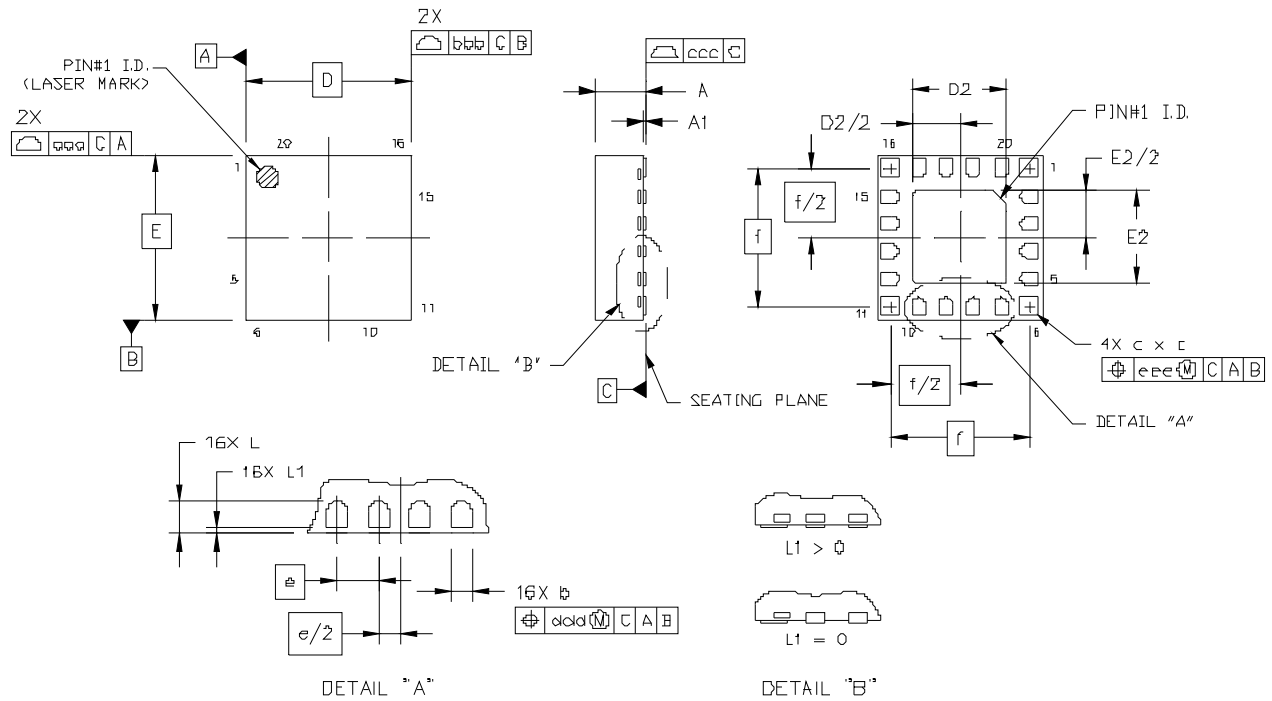 2X
bbb C B
A
D
PIN#1 I.D.
(LASER MARK)
2X
aaa C A
1
20
16
15
E
5
11
6
10
B
ccc C
A
A1
DETAIL "B"
C
SEATING PLANE
D2
D2/2
PIN#1 I.D.
16
20
1
E2/2
15
f/2
f
E2
5
11
10
6
4X c x c
eee M C A B
f/2
DETAIL "A"
f
16X L
16X L1
e
e/2
16X b
ddd M C A B
DETAIL "A"
L1 > 0
L1 = 0
DETAIL "B"